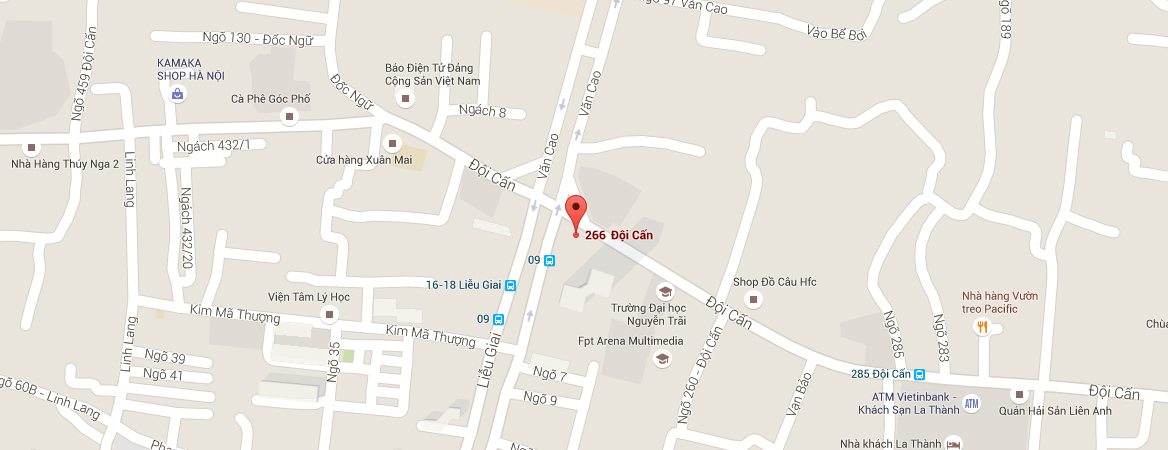 Ngõ 97 Văn Cao
Vào Bể Bơi
Ngõ 189
Ngõ 459 Đội Cấn
Ngõ 130 - Đốc Ngữ
KAMAKA
SHOP HÀ NỘI
Đốc Ngữ
Báo Điện Tử Đảng
Cộng Sản Việt Nam
Cà Phê Góc Phố
Ngách 8
Văn Cao
Văn Cao
Nhà Hàng Thúy Nga 2
Linh Lang
Ngách 432/1
Cửa hàng Xuân Mai
Đội Cấn
Ngách 432/20
266 Đội Cấn
09
16-18 Liễu Giai
Viện Tâm Lý Học
Kim Mã Thượng
Kim Mã Thượng
09
Trường Đại học
Nguyễn Trãi
Fpt Arena Multimedia
Shop Đồ Câu Hfc
Đội Cấn
Nhà hàng Vườn
treo Pacific
Chùa
Linh Lang
Ngõ 39
Ngõ 41
Ngõ 35
Liễu Giai
Ngõ 7
Ngõ 9
Ngõ 260 - Đội Cấn
Vạn Bảo
Ngõ 285
Ngõ 283
285 Đội Cấn
Đội Cấn
ATM Vietinbank -
Khách Sạn La Thành
ATM
Quán Hải Sản Liên Anh
Ngõ 60B - Linh Lang
Nhà khách La Thành